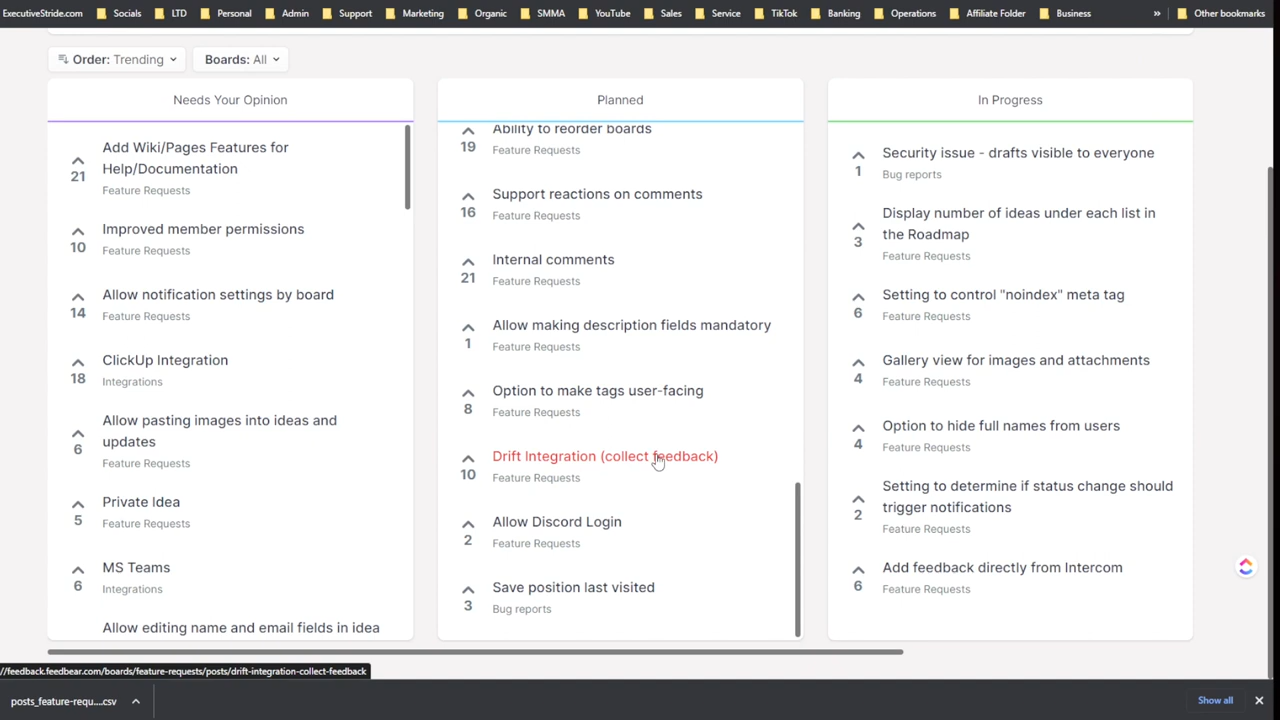 ExecutiveStride.com Socials LTD Personal Admin Support Marketing Organic SMMA YouTube Sales Service TikTok Banking Operations Affiliate Folder Business » Other bookmarks
Order: Trending Boards: All
Needs Your Opinion
Add Wiki/Pages Features for
Help/Documentation
21
Feature Requests
Improved member permissions
10
Feature Requests
Allow notification settings by board
14
Feature Requests
ClickUp Integration
18
Integrations
Allow pasting images into ideas and
updates
6
Feature Requests
Private Idea
5
Feature Requests
MS Teams
6
Integrations
Allow editing name and email fields in idea
Planned
Ability to reorder boards
19
Feature Requests
Support reactions on comments
16
Feature Requests
Internal comments
21
Feature Requests
Allow making description fields mandatory
1
Feature Requests
Option to make tags user-facing
8
Feature Requests
Drift Integration (collect feedback)
10
Feature Requests
Allow Discord Login
2
Feature Requests
Save position last visited
3
Bug reports
In Progress
Security issue - drafts visible to everyone
1
Bug reports
Display number of ideas under each list in
the Roadmap
3
Feature Requests
Setting to control "noindex" meta tag
6
Feature Requests
Gallery view for images and attachments
4
Feature Requests
Option to hide full names from users
4
Feature Requests
Setting to determine if status change should
trigger notifications
2
Feature Requests
Add feedback directly from Intercom
6
Feature Requests
//feedback.feedbear.com/boards/feature-requests/posts/drift-integration-collect-feedback
posts_feature-requ....csv
Show all